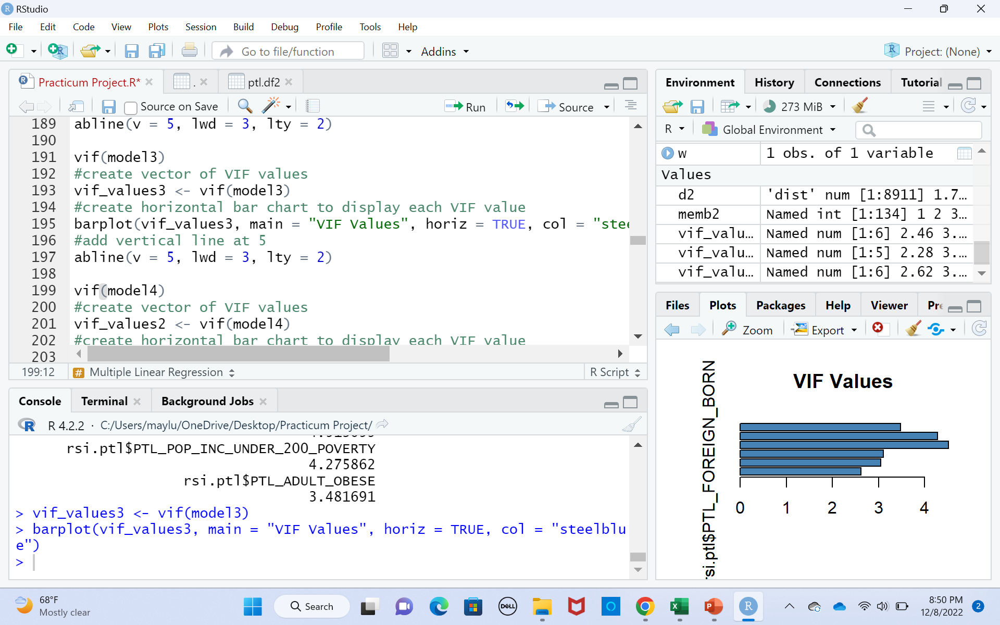 RStudio
File Edit Code View Plots Session Build Debug Profile Tools Help
Go to file/function Addins Project: (None)
Practicum Project.R* . ptl.df2
Source on Save Run Source
189 abline(v = 5, lwd = 3, lty = 2)
190
191 vif(model3)
192 #create vector of VIF values
193 vif_values3 <- vif(model3)
194 #create horizontal bar chart to display each VIF value
195 barplot(vif_values3, main = "VIF Values", horiz = TRUE, col = "stee
196 #add vertical line at 5
197 abline(v = 5, lwd = 3, lty = 2)
198
199 vif(model4)
200 #create vector of VIF values
201 vif_values2 <- vif(model4)
202 #create horizontal bar chart to display each VIF value
203
199:12 # Multiple Linear Regression R Script
Console Terminal Background Jobs
R 4.2.2 · C:/Users/maylu/OneDrive/Desktop/Practicum Project/
rsi.ptl$PTL_POP_INC_UNDER_200_POVERTY
4.275862
rsi.ptl$PTL_ADULT_OBESE
3.481691
> vif_values3 <- vif(model3)
> barplot(vif_values3, main = "VIF Values", horiz = TRUE, col = "steelblu
e")
>
Environment History Connections Tutorial
273 MiB
R Global Environment
w 1 obs. of 1 variable
Values
d2 'dist' num [1:8911] 1.7…
memb2 Named int [1:134] 1 2 3…
vif_valu… Named num [1:6] 2.46 3.…
vif_valu… Named num [1:5] 2.28 3.…
vif_valu… Named num [1:6] 2.62 3.…
Files Plots Packages Help Viewer Pre
Zoom Export
VIF Values
rsi.ptl$PTL_FOREIGN_BORN
0 1 2 3 4
68°F
Mostly clear
Search
DELL
8:50 PM
12/8/2022
2